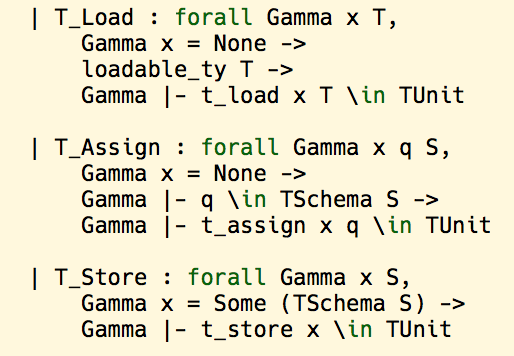 | T_Load : forall Gamma x T,
Gamma x = None ->
loadable_ty T ->
Gamma |- t_load x T \in TUnit
| T_Assign : forall Gamma x q S,
Gamma x = None ->
Gamma |- q \in TSchema S ->
Gamma |- t_assign x q \in TUnit
| T_Store : forall Gamma x S,
Gamma x = Some (TSchema S) ->
Gamma |- t_store x \in TUnit